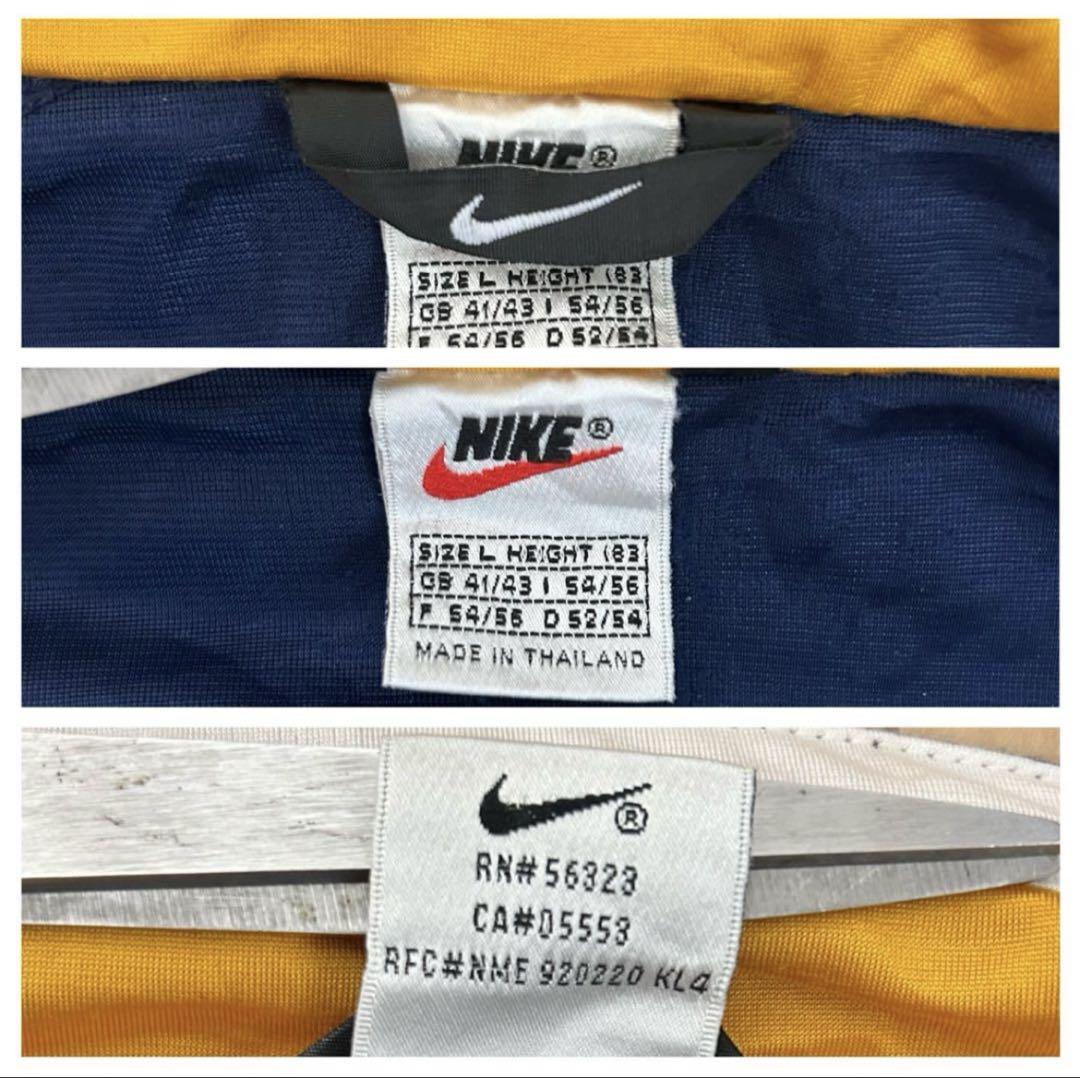 NIKE ®
SIZE L HEIGHT 183
GB 41/43 I 54/56
F 54/56 D 52/54
NIKE ®
SIZE L HEIGHT 183
GB 41/43 I 54/56
F 54/56 D 52/54
MADE IN THAILAND
®
RN# 56323
CA#05553
RFC#NME 920220 KL4